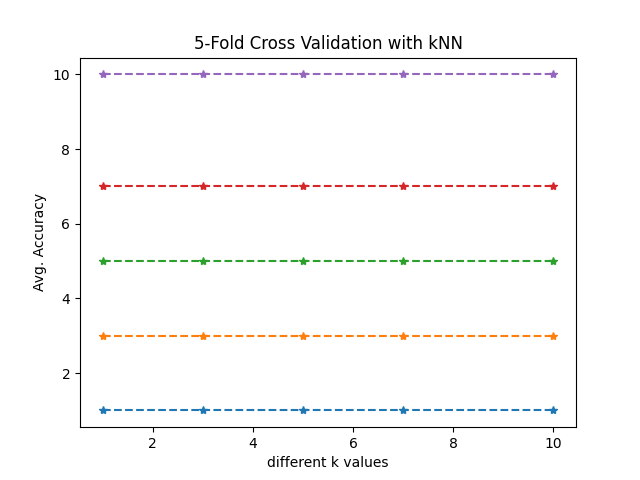 5-Fold Cross Validation with kNN
10
8
6
4
2
Avg. Accuracy
2 4 6 8 10
different k values